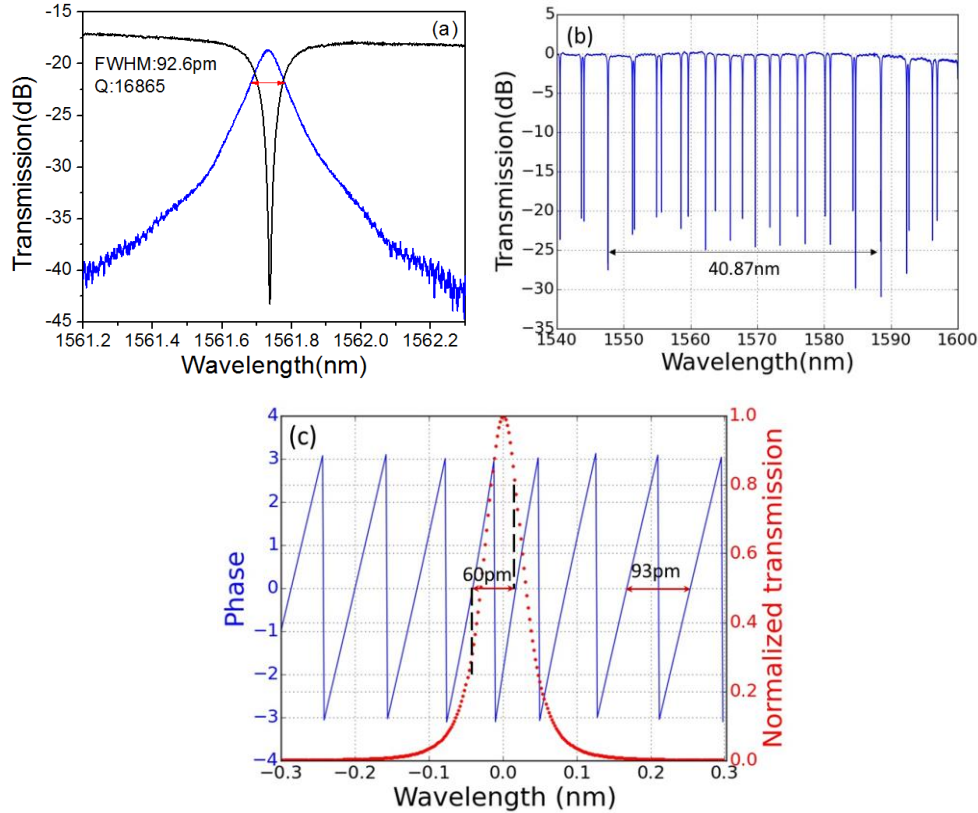 (a)
FWHM:92.6pm
Q:16865
Transmission(dB)
-15
-20
-25
-30
-35
-40
-45
1561.2 1561.4 1561.6 1561.8 1562.0 1562.2
Wavelength(nm)
(b)
Transmission(dB)
5
0
−5
−10
−15
−20
−25
−30
−35
40.87nm
1540 1550 1560 1570 1580 1590 1600
Wavelength(nm)
(c)
Phase
4
3
2
1
0
−1
−2
−3
−4
60pm
93pm
1.0
0.8
0.6
0.4
0.2
0.0
Normalized transmission
−0.3 −0.2 −0.1 0.0 0.1 0.2 0.3
Wavelength (nm)